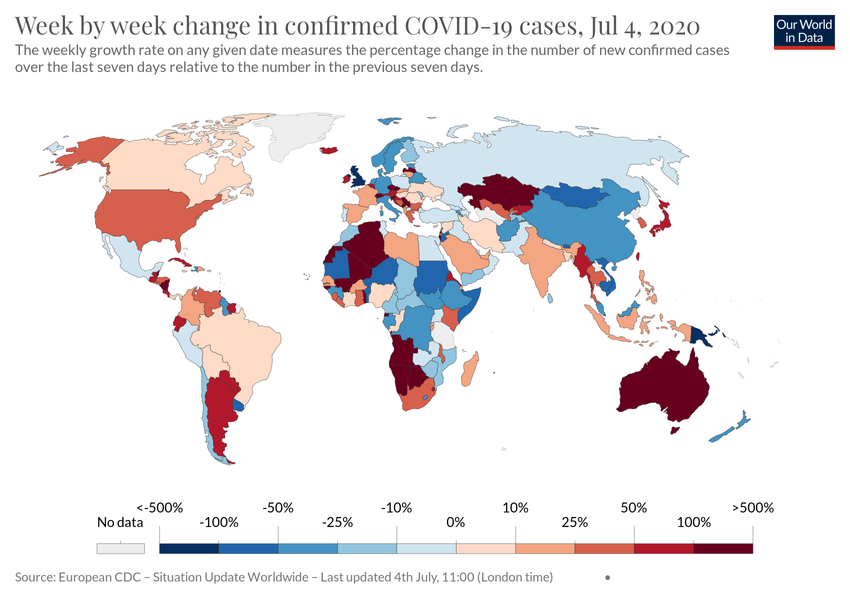 Week by week change in confirmed COVID-19 cases, Jul 4, 2020
Our World
in Data
The weekly growth rate on any given date measures the percentage change in the number of new confirmed cases
over the last seven days relative to the number in the previous seven days.
<-500% -50% -10% 10% 50% >500%
No data -100% -25% 0% 25% 100%
Source: European CDC – Situation Update Worldwide – Last updated 4th July, 11:00 (London time) •